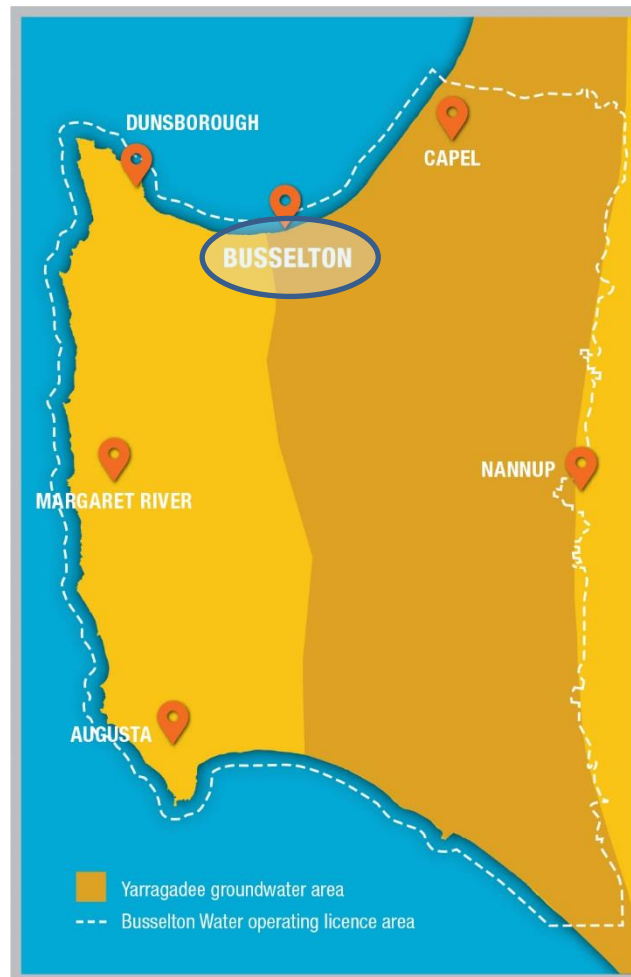 DUNSBOROUGH
CAPEL
BUSSELTON
NANNUP
MARGARET RIVER
AUGUSTA
Yarragadee groundwater area
Busselton Water operating licence area